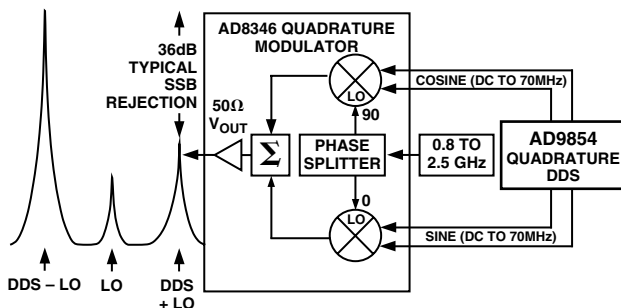 AD8346 QUADRATURE
MODULATOR
36dB
TYPICAL
SSB
REJECTION
50Ω
VOUT
LO
90
COSINE (DC TO 70MHz)
Σ
PHASE
SPLITTER
0.8 TO
2.5 GHz
AD9854
QUADRATURE
DDS
0
LO
SINE (DC TO 70MHz)
DDS – LO
LO
DDS
+ LO